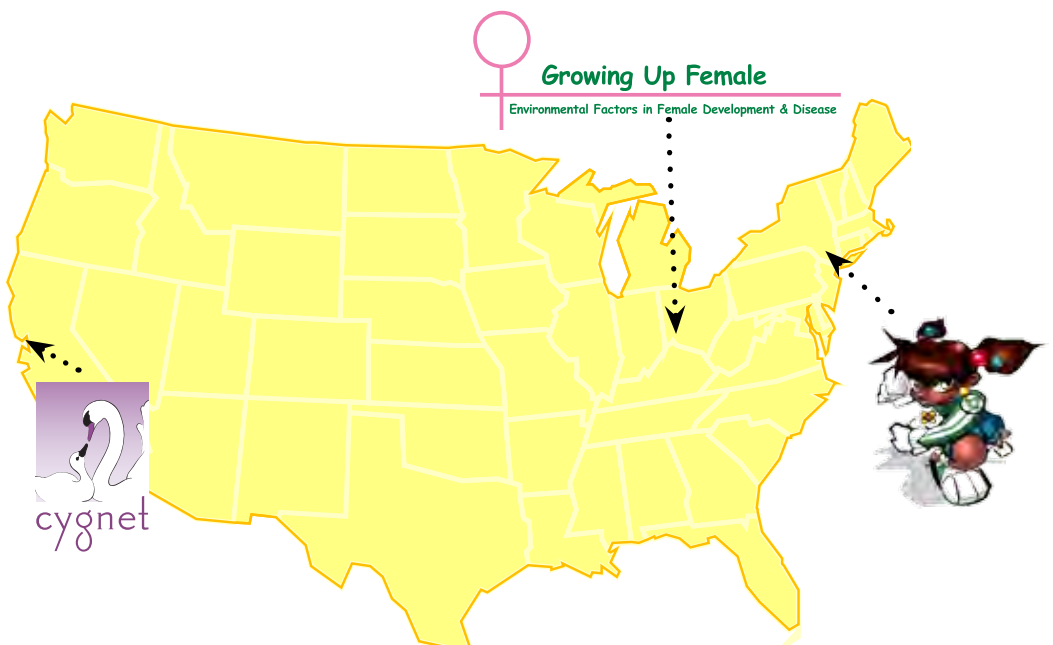 Growing Up Female
Environmental Factors in Female Development & Disease
cygnet